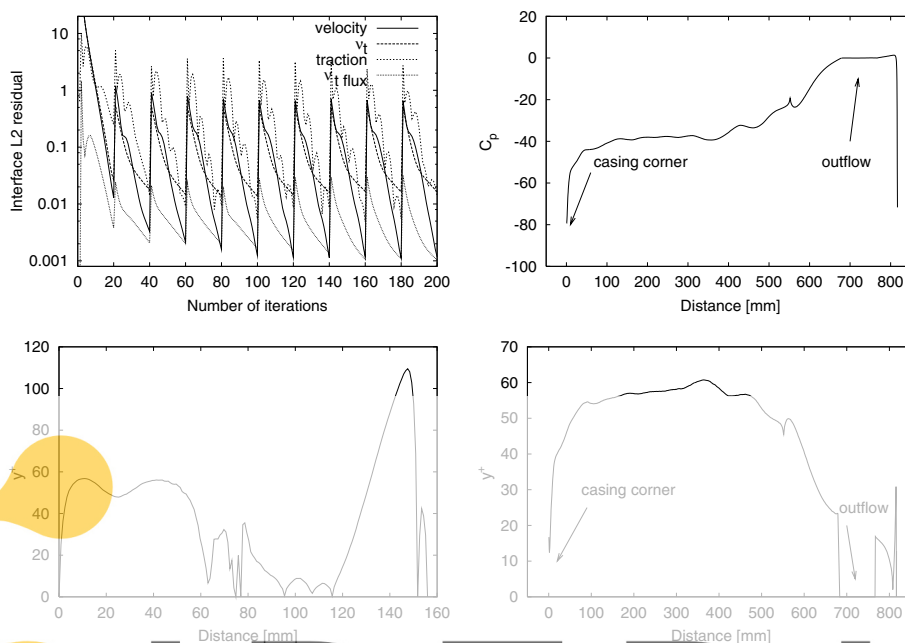 velocity
ν_t
traction
ν_t flux
10
1
0.1
0.01
0.001
Interface L2 residual
0 20 40 60 80 100 120 140 160 180 200
Number of iterations
20
0
-20
-40
-60
-80
-100
C_p
casing corner
outflow
0 100 200 300 400 500 600 700 800
Distance [mm]
120
100
80
60
40
20
0
y+
0 20 40 60 80 100 120 140 160
Distance [mm]
70
60
50
40
30
20
10
0
y+
casing corner
outflow
0 100 200 300 400 500 600 700 800
Distance [mm]